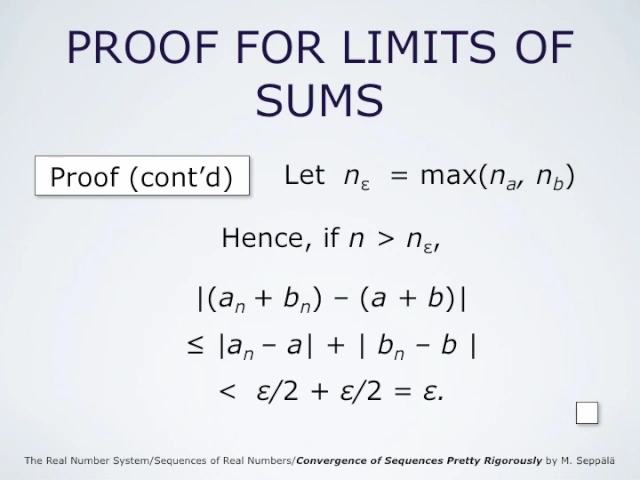 PROOF FOR LIMITS OF
SUMS
Proof (cont’d) Let nε = max(na, nb)
Hence, if n > nε,
|(an + bn) – (a + b)|
≤ |an – a| + | bn – b |
< ε/2 + ε/2 = ε.
The Real Number System/Sequences of Real Numbers/Convergence of Sequences Pretty Rigorously by M. Seppälä